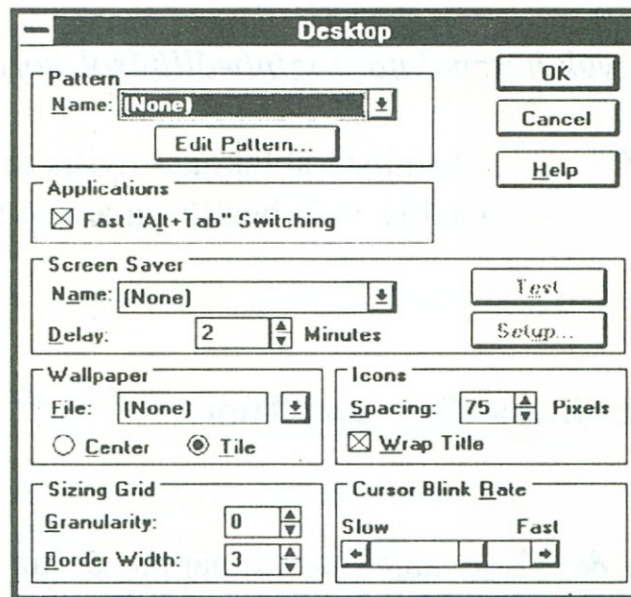 Desktop
Pattern
Name: (None)
Edit Pattern...
OK
Cancel
Help
Applications
Fast "Alt+Tab" Switching
Screen Saver
Name: (None)
Delay: 2 Minutes
Test
Setup...
Wallpaper
File: (None)
Center Tile
Icons
Spacing: 75 Pixels
Wrap Title
Sizing Grid
Granularity: 0
Border Width: 3
Cursor Blink Rate
Slow Fast